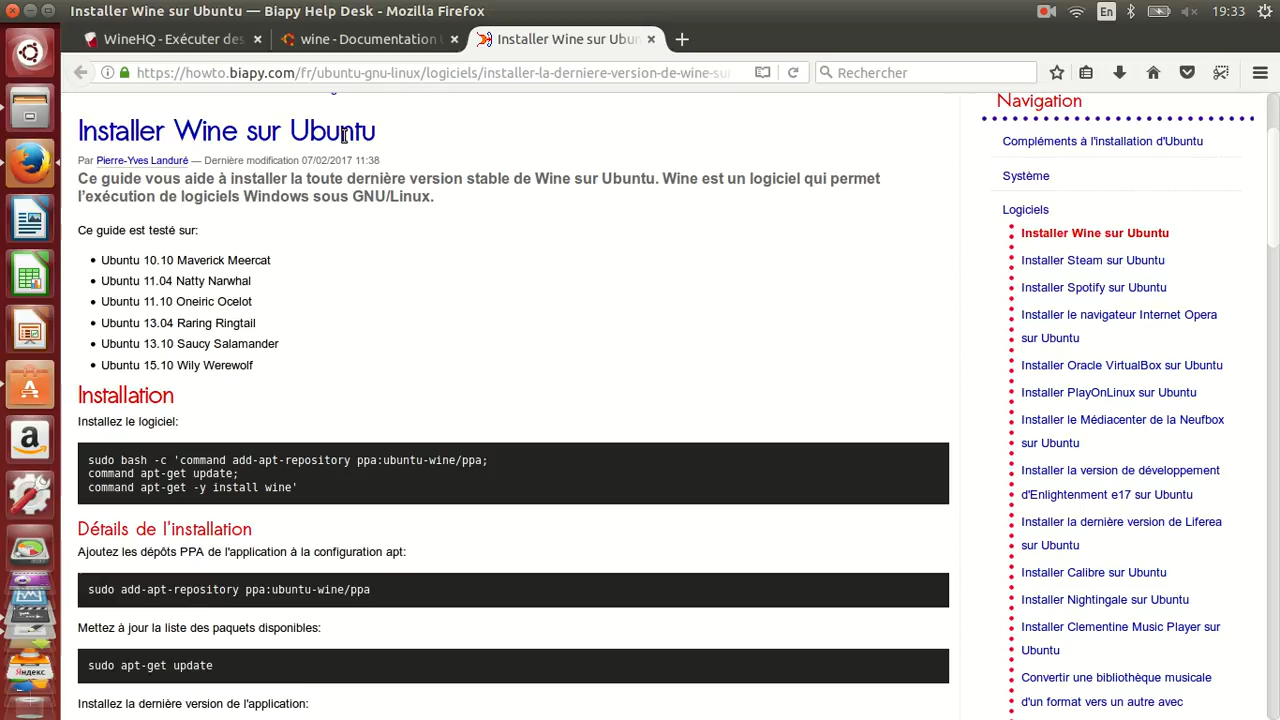 Installer Wine sur Ubuntu — Biapy Help Desk - Mozilla Firefox
En
19:33
WineHQ - Exécuter des
wine - Documentation U
Installer Wine sur Ubun
https://howto.biapy.com/fr/ubuntu-gnu-linux/logiciels/installer-la-derniere-version-de-wine-su
Rechercher
Installer Wine sur Ubuntu
Par Pierre-Yves Landuré — Dernière modification 07/02/2017 11:38
Ce guide vous aide à installer la toute dernière version stable de Wine sur Ubuntu. Wine est un logiciel qui permet
l'exécution de logiciels Windows sous GNU/Linux.
Ce guide est testé sur:
Ubuntu 10.10 Maverick Meercat
Ubuntu 11.04 Natty Narwhal
Ubuntu 11.10 Oneiric Ocelot
Ubuntu 13.04 Raring Ringtail
Ubuntu 13.10 Saucy Salamander
Ubuntu 15.10 Wily Werewolf
Installation
Installez le logiciel:
sudo bash -c 'command add-apt-repository ppa:ubuntu-wine/ppa;
command apt-get update;
command apt-get -y install wine'
Détails de l'installation
Ajoutez les dépôts PPA de l'application à la configuration apt:
sudo add-apt-repository ppa:ubuntu-wine/ppa
Mettez à jour la liste des paquets disponibles:
sudo apt-get update
Installez la dernière version de l'application:
Navigation
Compléments à l'installation d'Ubuntu
Système
Logiciels
Installer Wine sur Ubuntu
Installer Steam sur Ubuntu
Installer Spotify sur Ubuntu
Installer le navigateur Internet Opera
sur Ubuntu
Installer Oracle VirtualBox sur Ubuntu
Installer PlayOnLinux sur Ubuntu
Installer le Médiacenter de la Neufbox
sur Ubuntu
Installer la version de développement
d'Enlightenment e17 sur Ubuntu
Installer la dernière version de Liferea
sur Ubuntu
Installer Calibre sur Ubuntu
Installer Nightingale sur Ubuntu
Installer Clementine Music Player sur
Ubuntu
Convertir une bibliothèque musicale
d'un format vers un autre avec
Яндекс